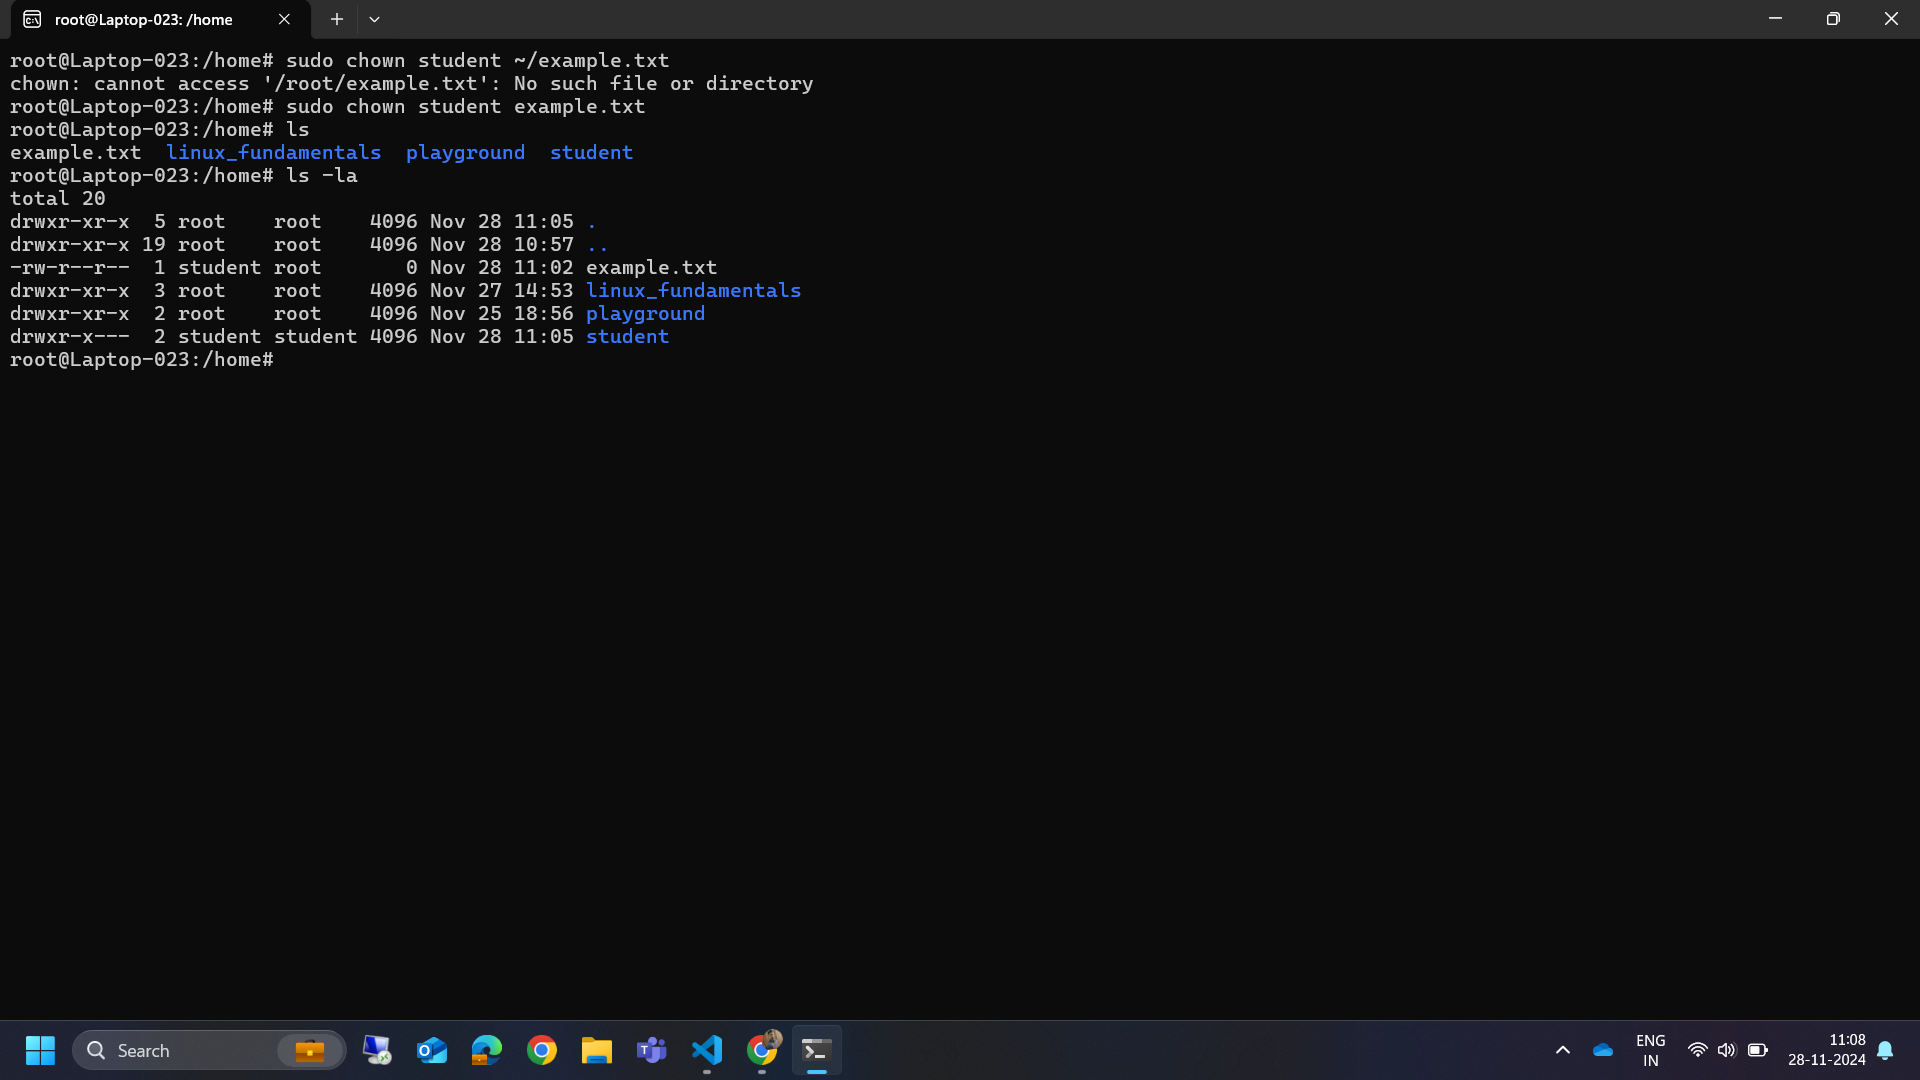 root@Laptop-023: /home
root@Laptop-023:/home# sudo chown student ~/example.txt
chown: cannot access '/root/example.txt': No such file or directory
root@Laptop-023:/home# sudo chown student example.txt
root@Laptop-023:/home# ls
example.txt  linux_fundamentals  playground  student
root@Laptop-023:/home# ls -la
total 20
drwxr-xr-x  5 root    root    4096 Nov 28 11:05 .
drwxr-xr-x 19 root    root    4096 Nov 28 10:57 ..
-rw-r--r--  1 student root       0 Nov 28 11:02 example.txt
drwxr-xr-x  3 root    root    4096 Nov 27 14:53 linux_fundamentals
drwxr-xr-x  2 root    root    4096 Nov 25 18:56 playground
drwxr-x---  2 student student 4096 Nov 28 11:05 student
root@Laptop-023:/home#
Search
ENG
IN
11:08
28-11-2024